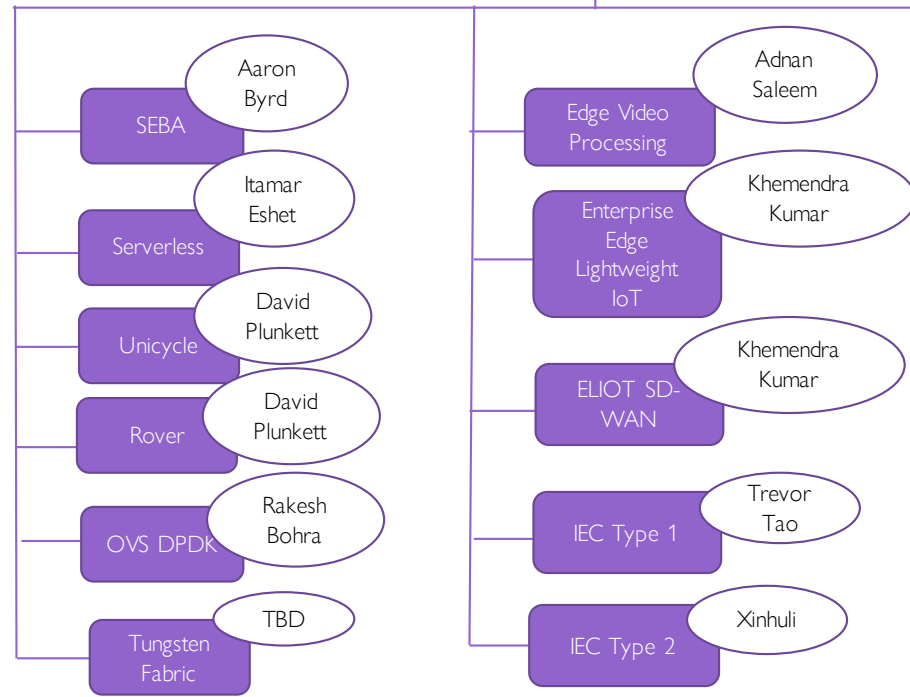 Aaron
Byrd
SEBA
Itamar
Eshet
Serverless
David
Plunkett
Unicycle
David
Plunkett
Rover
Rakesh
Bohra
OVS DPDK
TBD
Tungsten
Fabric
Adnan
Saleem
Edge Video
Processing
Khemendra
Kumar
Enterprise
Edge
Lightweight
IoT
Khemendra
Kumar
ELIOT SD-
WAN
Trevor
Tao
IEC Type 1
Xinhuli
IEC Type 2